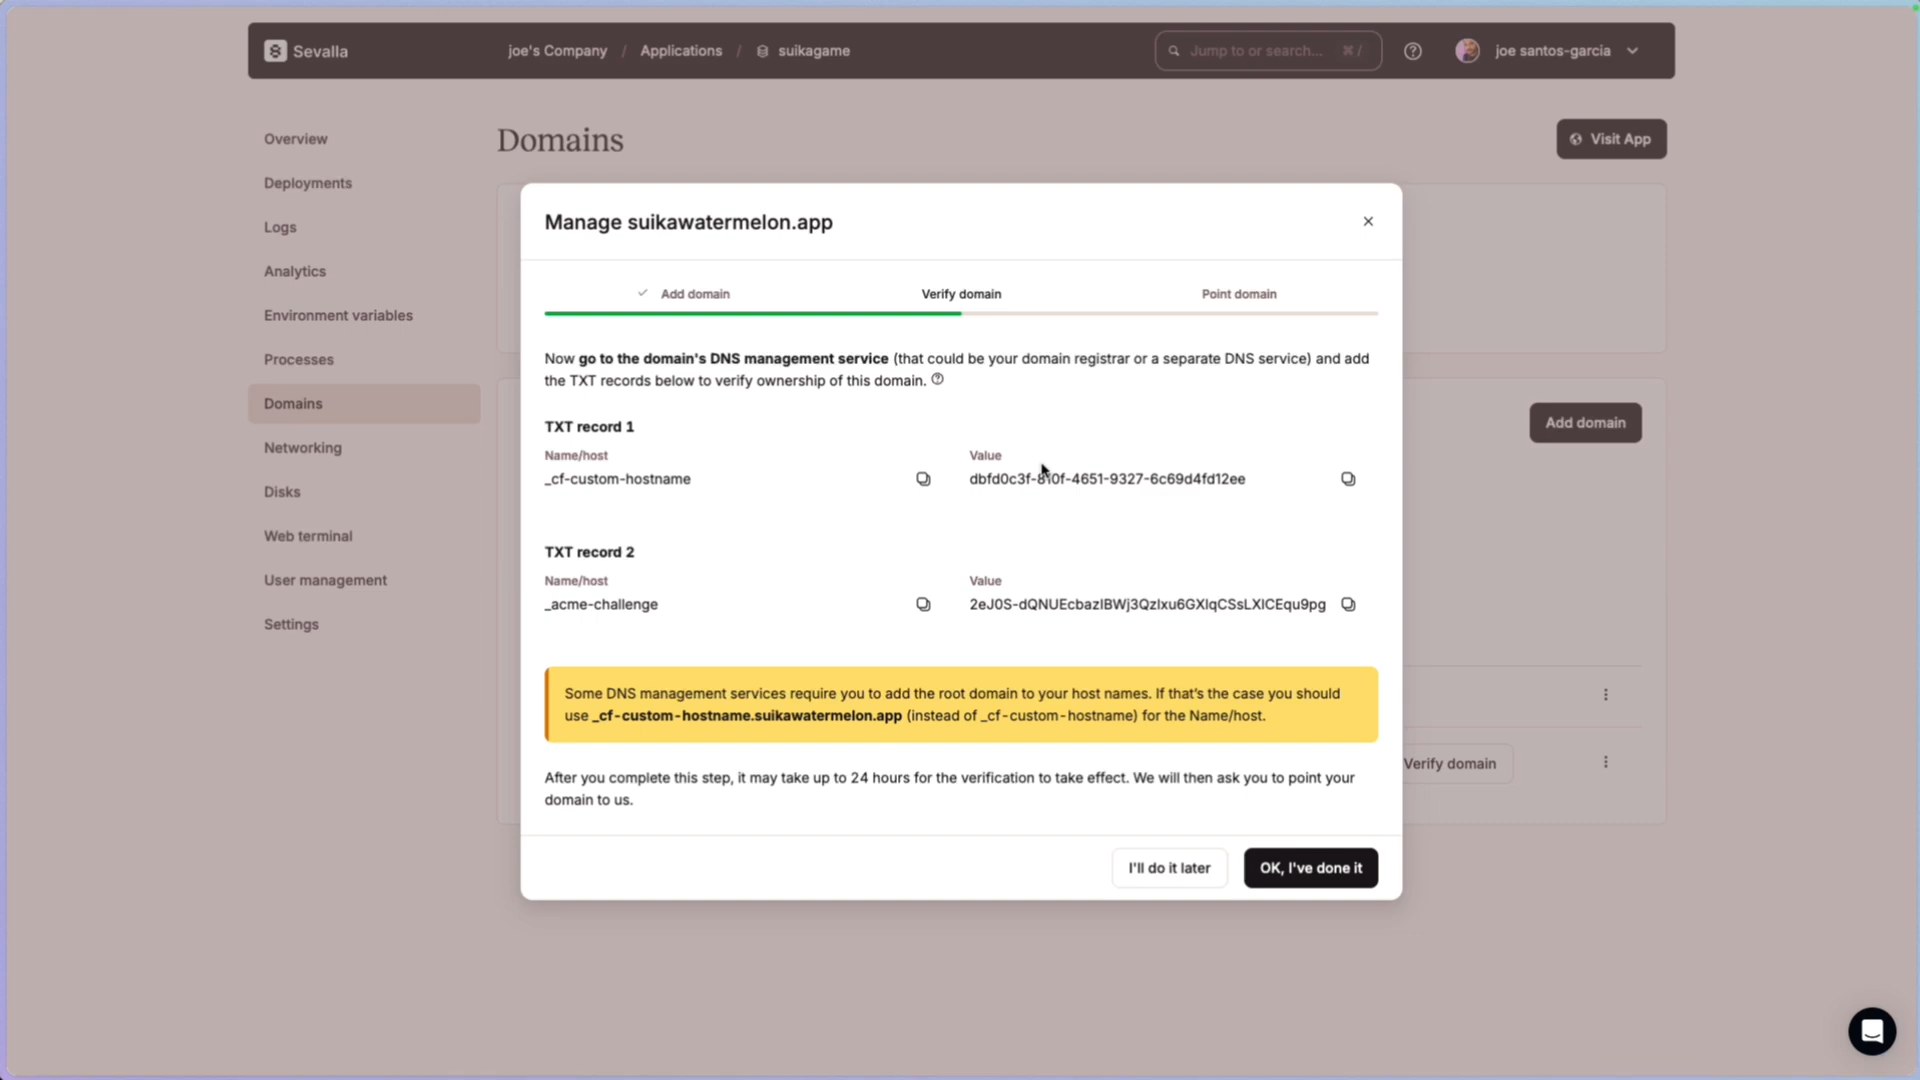 Sevalla
joe's Company / Applications / suikagame
Jump to or search... ⌘ /
joe santos-garcia
Overview
Deployments
Logs
Analytics
Environment variables
Processes
Domains
Networking
Disks
Web terminal
User management
Settings
Domains
Visit App
Add domain
Verify domain
Manage suikawatermelon.app
Add domain
Verify domain
Point domain
Now go to the domain's DNS management service (that could be your domain registrar or a separate DNS service) and add
the TXT records below to verify ownership of this domain.
TXT record 1
Name/host
Value
_cf-custom-hostname
TXT record 2
Name/host
Value
_acme-challenge
Some DNS management services require you to add the root domain to your host names. If that's the case you should
use _cf-custom-hostname.suikawatermelon.app (instead of _cf-custom-hostname) for the Name/host.
After you complete this step, it may take up to 24 hours for the verification to take effect. We will then ask you to point your
domain to us.
I'll do it later
OK, I've done it